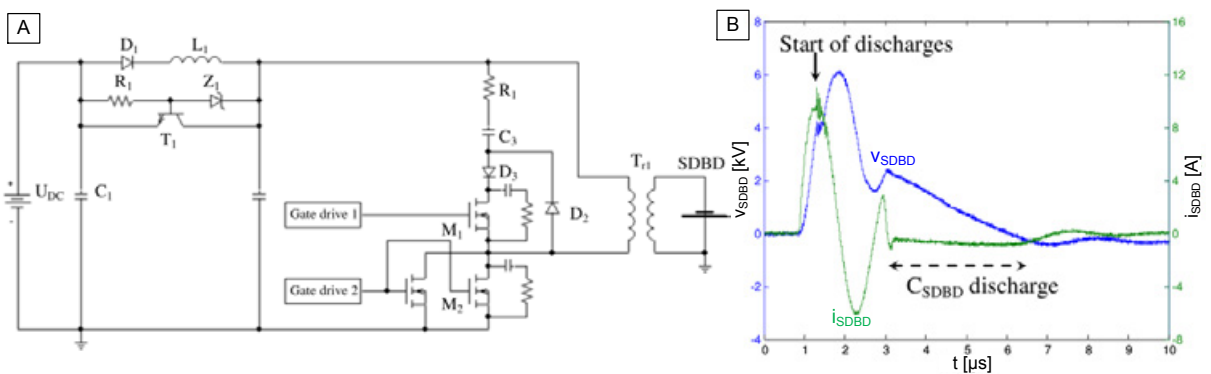 A
D1
L1
R1
Z1
T1
+
UDC
-
C1
R1
C3
D3
D2
Gate drive 1
M1
Gate drive 2
M2
Tr1
SDBD
B
Start of discharges
vSDBD
iSDBD
CSDBD discharge
vSDBD [kV]
8
6
4
2
0
-2
-4
iSDBD [A]
16
12
8
4
0
-4
-8
0 1 2 3 4 5 6 7 8 9 10
t [µs]